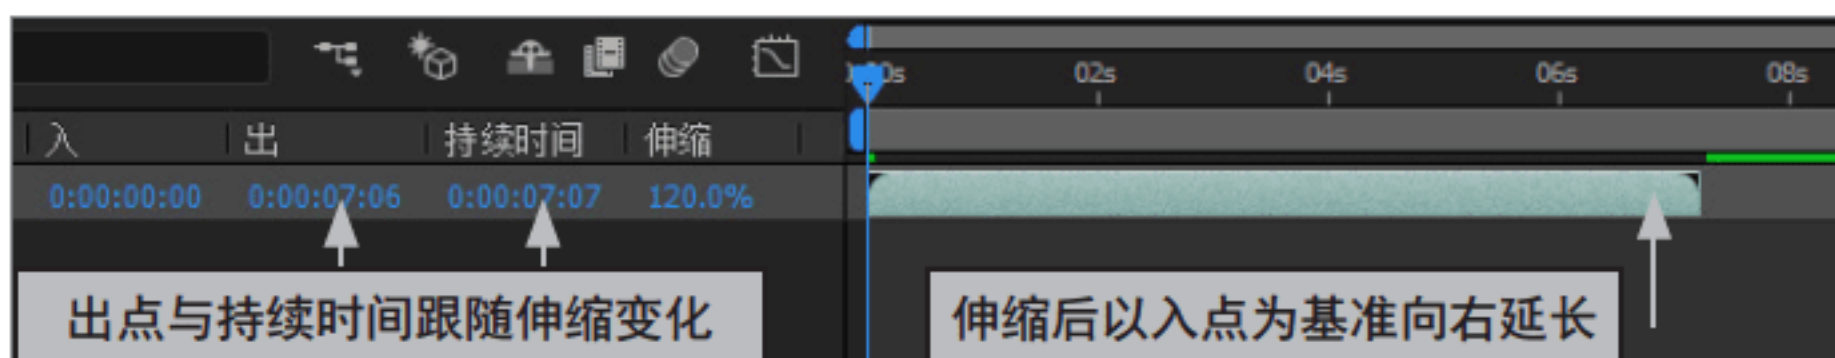 :00s 02s 04s 06s 08s
入 出 持续时间 伸缩
0:00:00:00 0:00:07:06 0:00:07:07 120.0%
出点与持续时间跟随伸缩变化 伸缩后以入点为基准向右延长